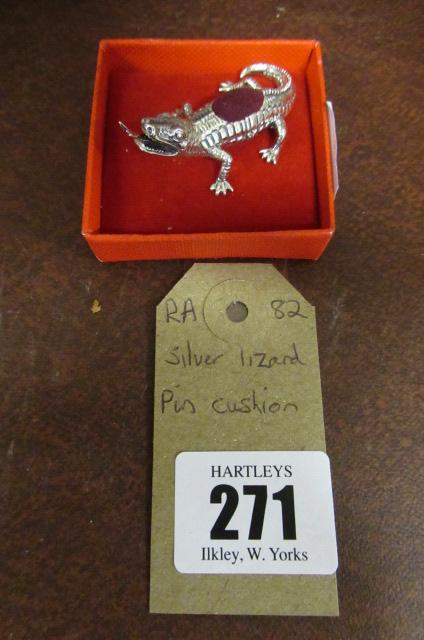 RA 82
Silver lizard
Pin cushion
HARTLEYS
271
Ilkley, W. Yorks